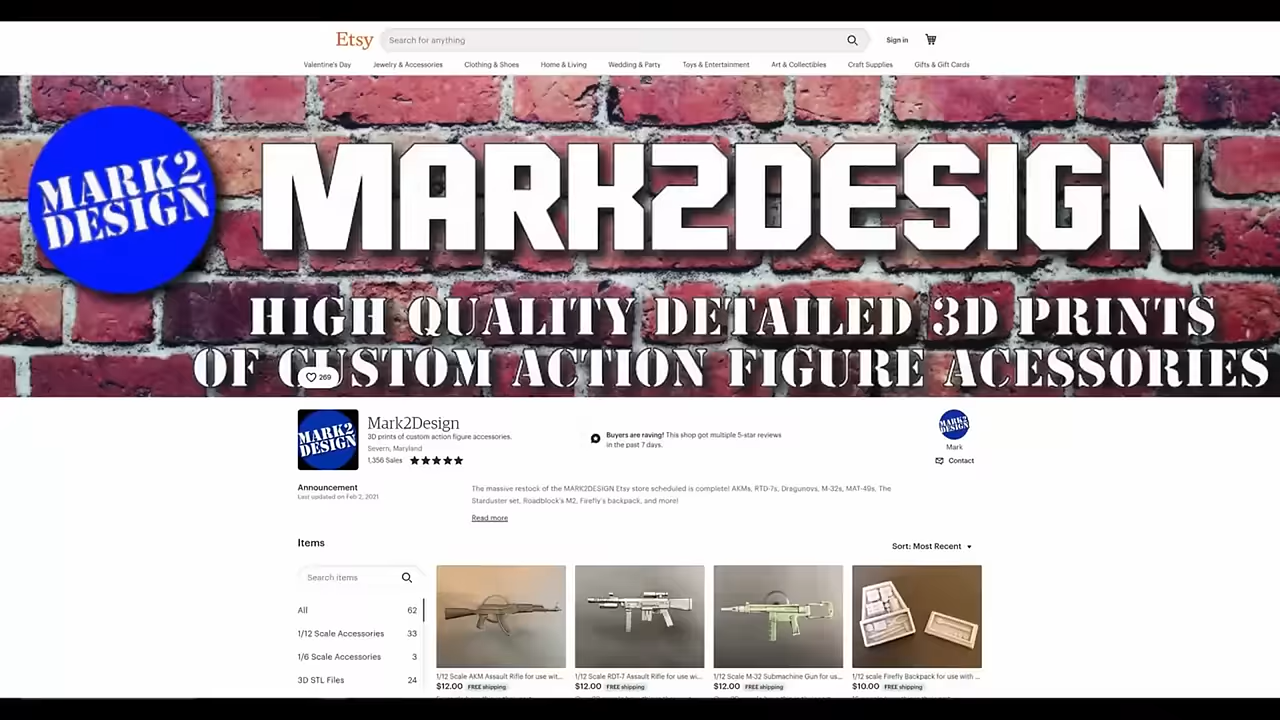 Etsy
Search for anything
Sign in
Valentine's Day Jewelry & Accessories Clothing & Shoes Home & Living Wedding & Party Toys & Entertainment Art & Collectibles Craft Supplies Gifts & Gift Cards
MARK2
DESIGN
MARK2DESIGN
HIGH QUALITY DETAILED 3D PRINTS
OF CUSTOM ACTION FIGURE ACESSORIES
269
MARK2
DESIGN
Mark2Design
3D prints of custom action figure accessories.
Severn, Maryland
1,356 Sales
Buyers are raving! This shop got multiple 5-star reviews
in the past 7 days.
MARK2
DESIGN
Mark
Contact
Announcement
Last updated on Feb 2, 2021
The massive restock of the MARK2DESIGN Etsy store scheduled is complete! AKMs, RTD-7s, Dragunovs, M-32s, MAT-49s, The
Starduster set, Roadblock's M2, Firefly's backpack, and more!
Read more
Items
Sort: Most Recent
Search items
All 62
1/12 Scale Accessories 33
1/6 Scale Accessories 3
3D STL Files 24
1/12 Scale AKM Assault Rifle for use wit...
$12.00 FREE shipping
1/12 Scale RDT-7 Assault Rifle for use wi...
$12.00 FREE shipping
1/12 Scale M-32 Submachine Gun for us...
$12.00 FREE shipping
1/12 scale Firefly Backpack for use with ...
$10.00 FREE shipping